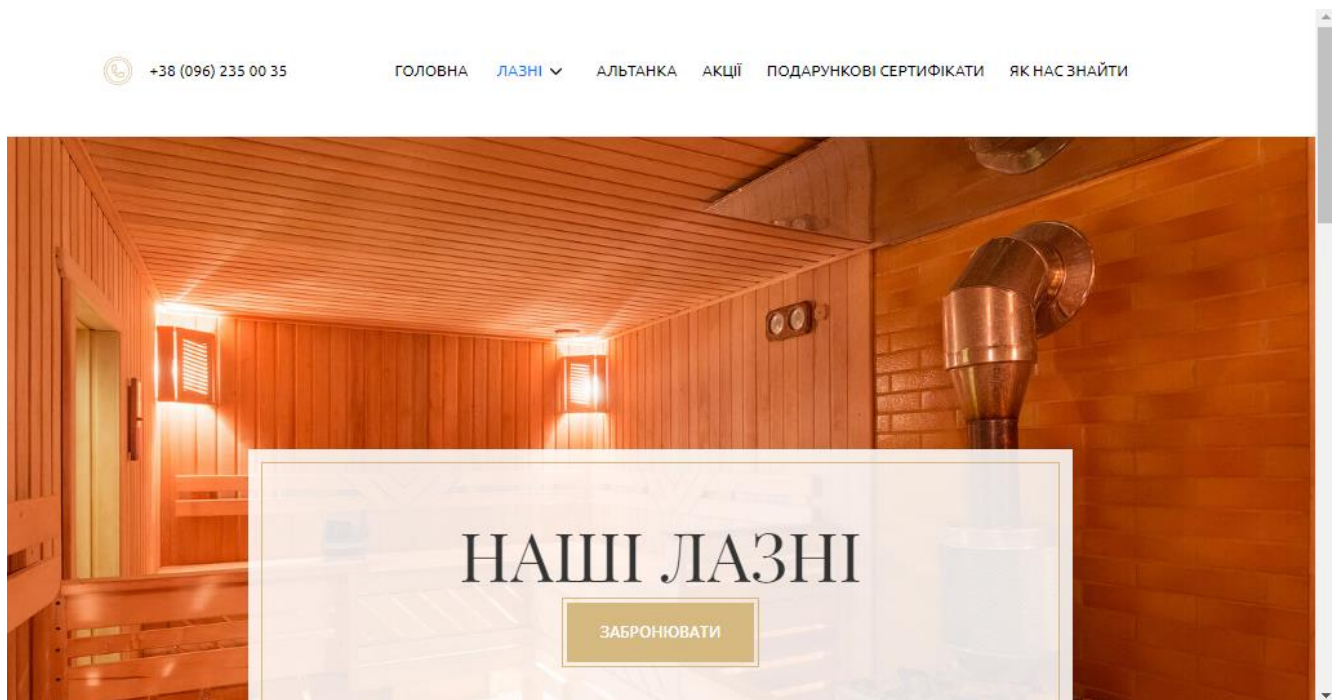 +38 (096) 235 00 35 ГОЛОВНА ЛАЗНІ АЛЬТАНКА АКЦІЇ ПОДАРУНКОВІ СЕРТИФІКАТИ ЯК НАС ЗНАЙТИ
НАШІ ЛАЗНІ
ЗАБРОНЮВАТИ